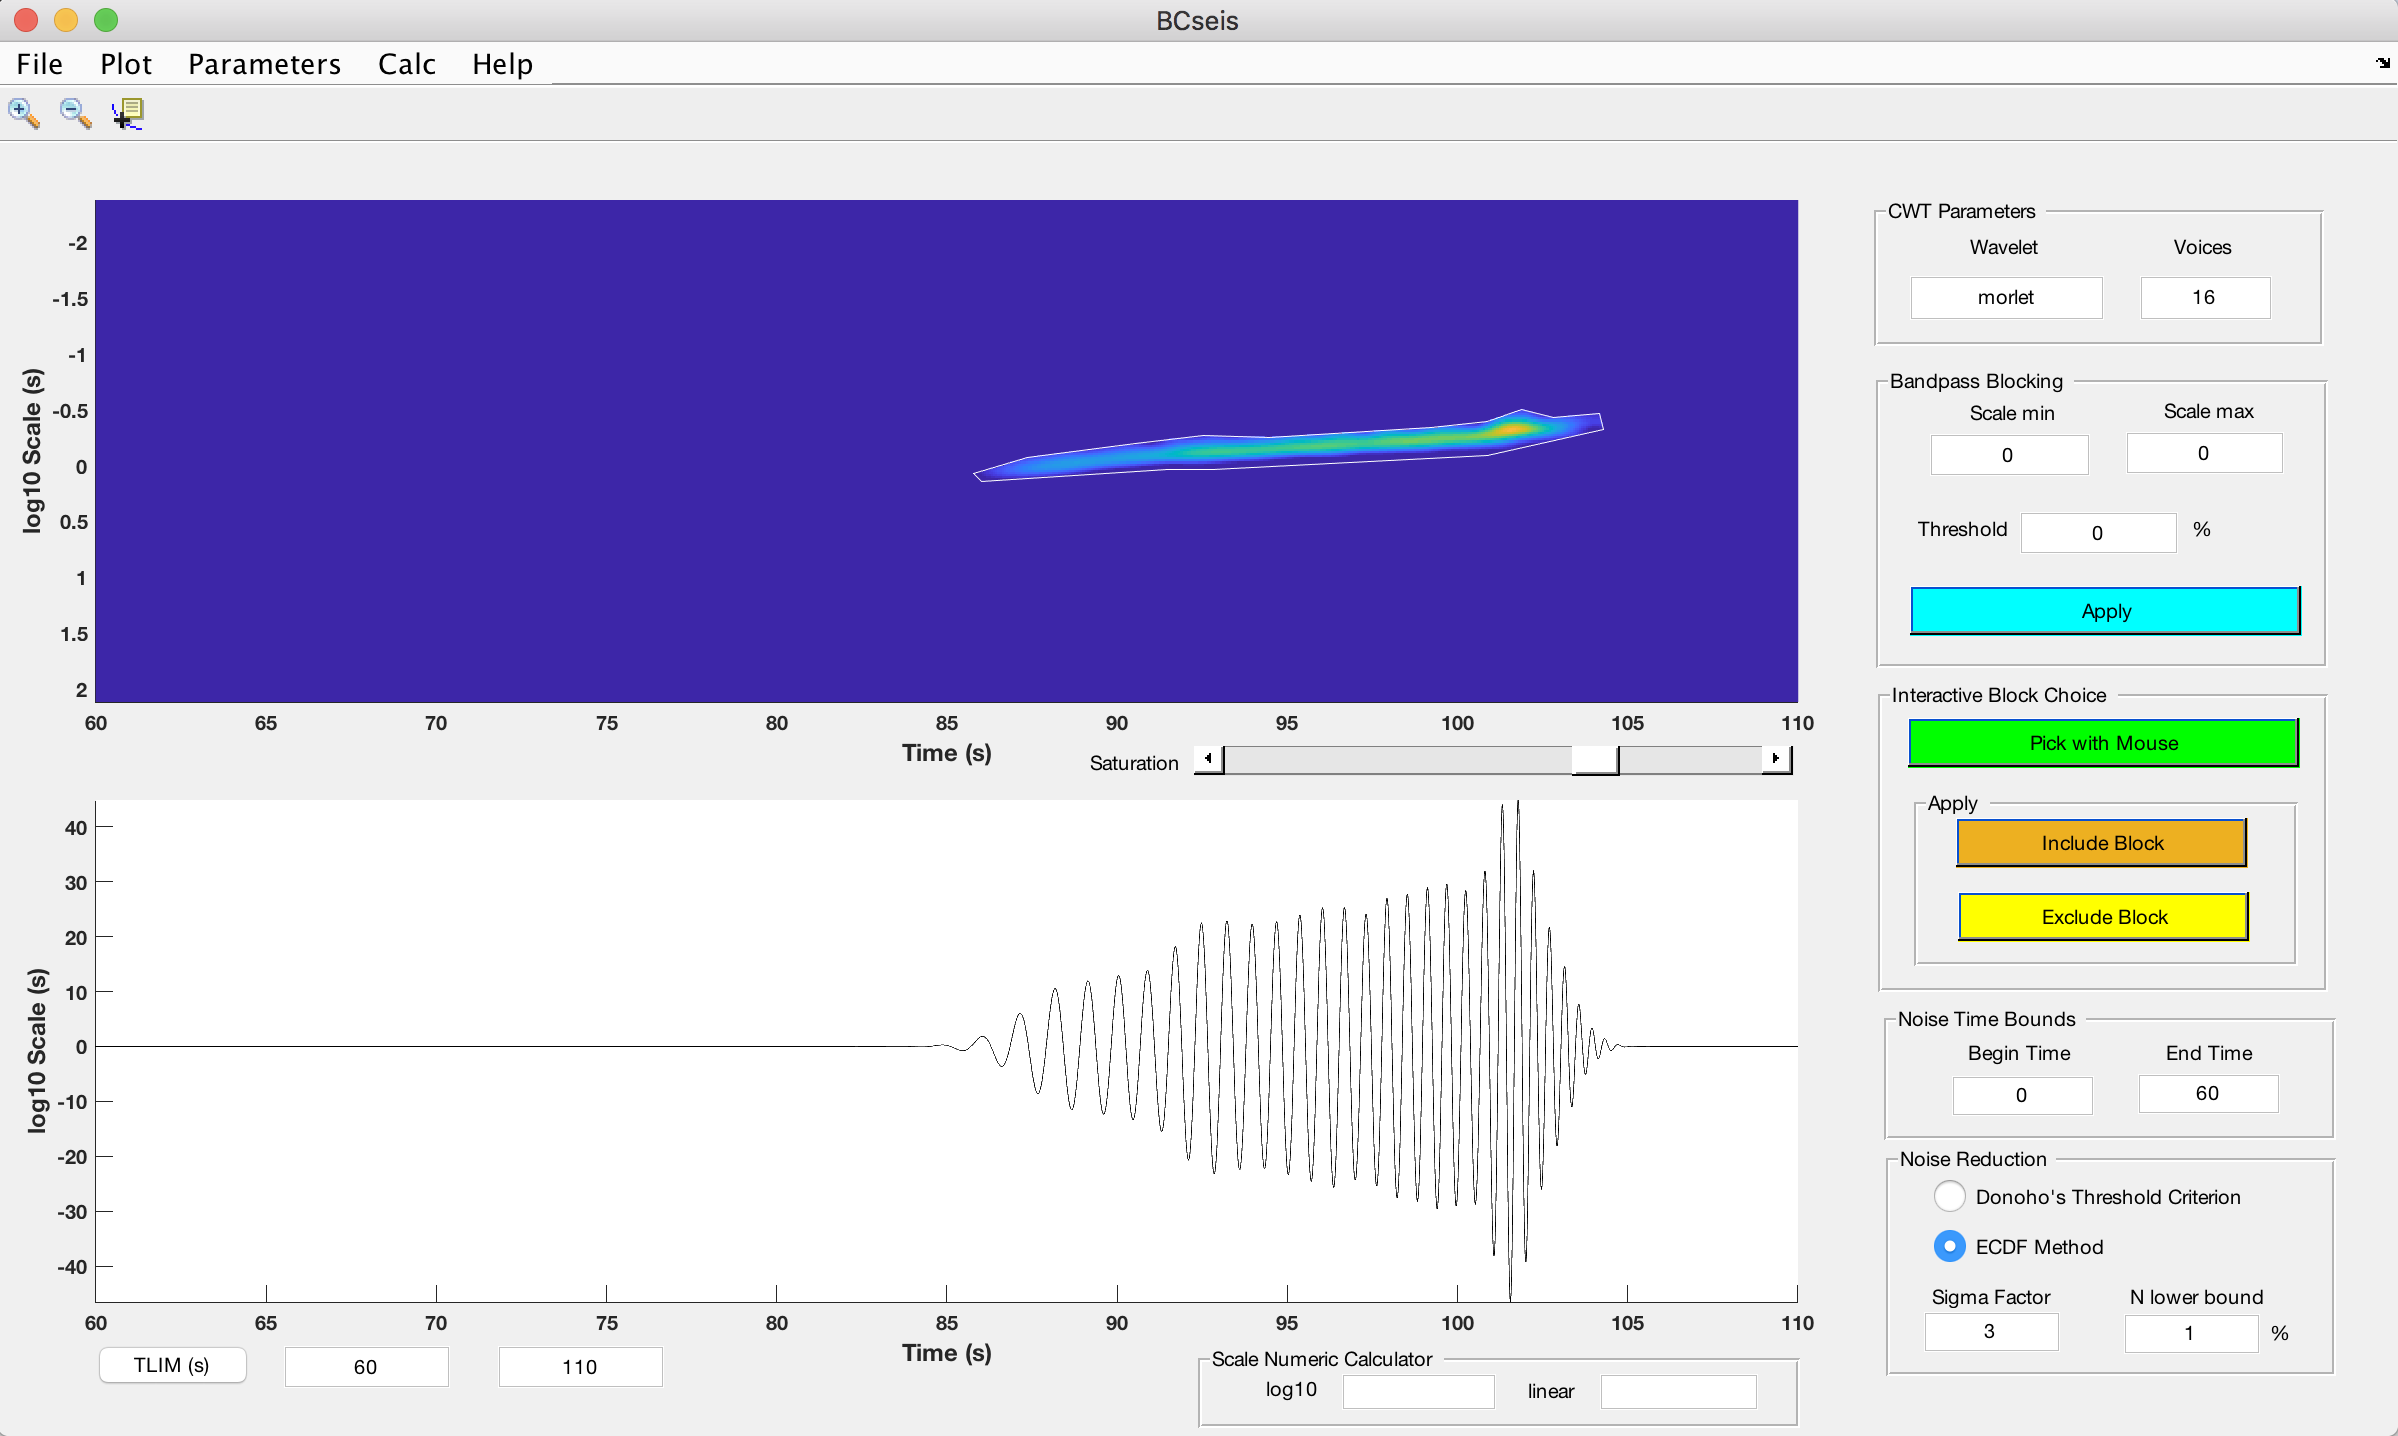 BCseis
File Plot Parameters Calc Help
-2
-1.5
-1
-0.5
0
0.5
1
1.5
2
log10 Scale (s)
60 65 70 75 80 85 90 95 100 105 110
Time (s)
Saturation
40
30
20
10
0
-10
-20
-30
-40
log10 Scale (s)
60 65 70 75 80 85 90 95 100 105 110
Time (s)
TLIM (s) 60 110
Scale Numeric Calculator
log10 linear
CWT Parameters
Wavelet Voices
morlet 16
Bandpass Blocking
Scale min Scale max
0 0
Threshold 0 %
Apply
Interactive Block Choice
Pick with Mouse
Apply
Include Block
Exclude Block
Noise Time Bounds
Begin Time End Time
0 60
Noise Reduction
Donoho's Threshold Criterion
ECDF Method
Sigma Factor N lower bound
3 1 %